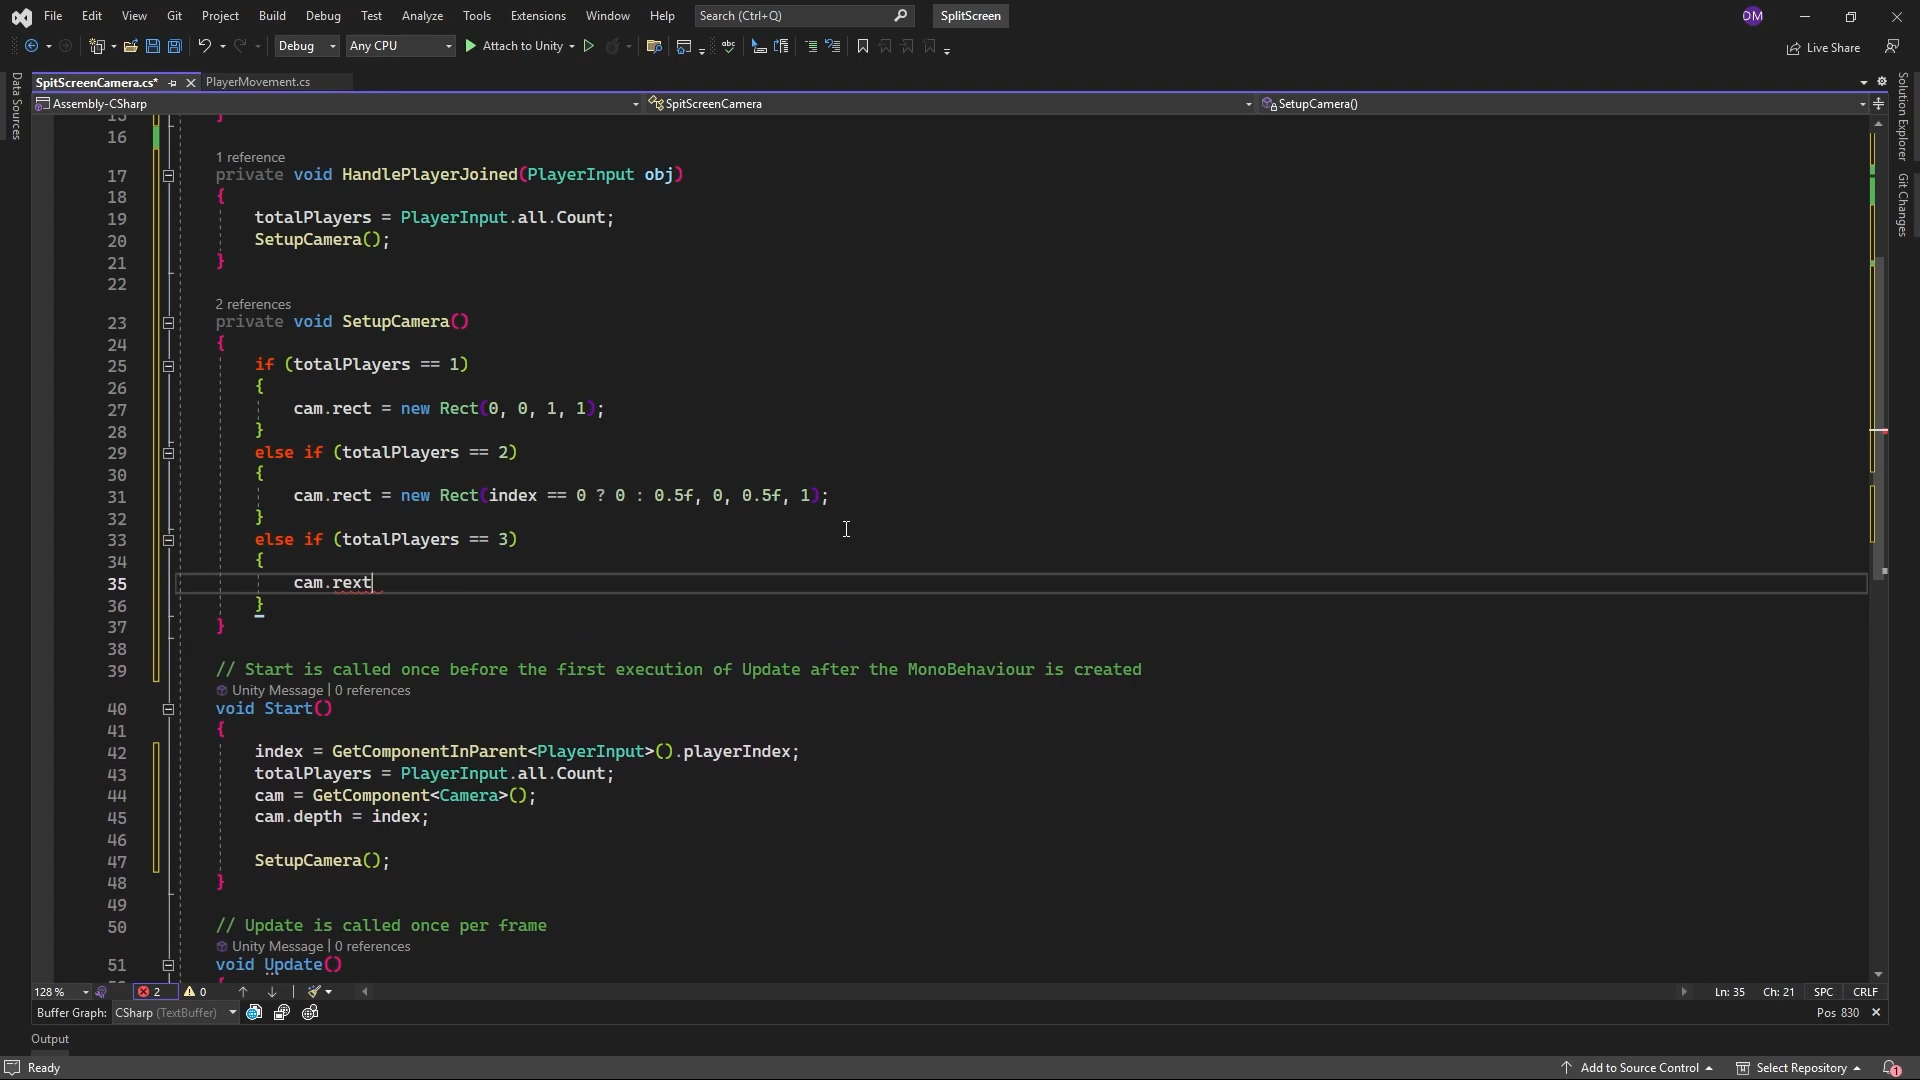 File Edit View Git Project Build Debug Test Analyze Tools Extensions Window Help Search (Ctrl+Q) SplitScreen DM
Debug Any CPU Attach to Unity Live Share
SpitScreenCamera.cs* PlayerMovement.cs
Assembly-CSharp SpitScreenCamera SetupCamera()
Data Sources
Solution Explorer
Git Changes
15 }
16
1 reference
17 private void HandlePlayerJoined(PlayerInput obj)
18 {
19 totalPlayers = PlayerInput.all.Count;
20 SetupCamera();
21 }
22
2 references
23 private void SetupCamera()
24 {
25 if (totalPlayers == 1)
26 {
27 cam.rect = new Rect(0, 0, 1, 1);
28 }
29 else if (totalPlayers == 2)
30 {
31 cam.rect = new Rect(index == 0 ? 0 : 0.5f, 0, 0.5f, 1);
32 }
33 else if (totalPlayers == 3)
34 {
35 cam.rext
36 }
37 }
38
39 // Start is called once before the first execution of Update after the MonoBehaviour is created
Unity Message | 0 references
40 void Start()
41 {
42 index = GetComponentInParent<PlayerInput>().playerIndex;
43 totalPlayers = PlayerInput.all.Count;
44 cam = GetComponent<Camera>();
45 cam.depth = index;
46
47 SetupCamera();
48 }
49
50 // Update is called once per frame
Unity Message | 0 references
51 void Update()
128 % 2 0 Ln: 35 Ch: 21 SPC CRLF
Buffer Graph: CSharp (TextBuffer) Pos 830
Output
Ready Add to Source Control Select Repository 1